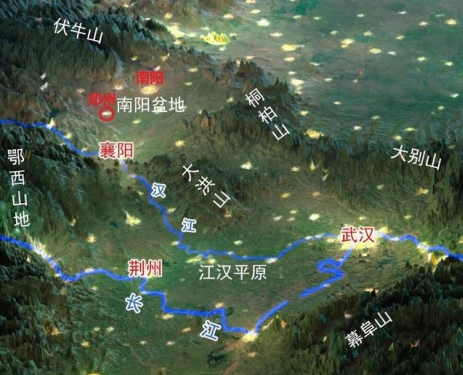 伏牛山
南阳
邓州
南阳盆地
桐柏山
襄阳
大别山
鄂西山地
大洪山
汉江
武汉
荆州
江汉平原
长江
幕阜山